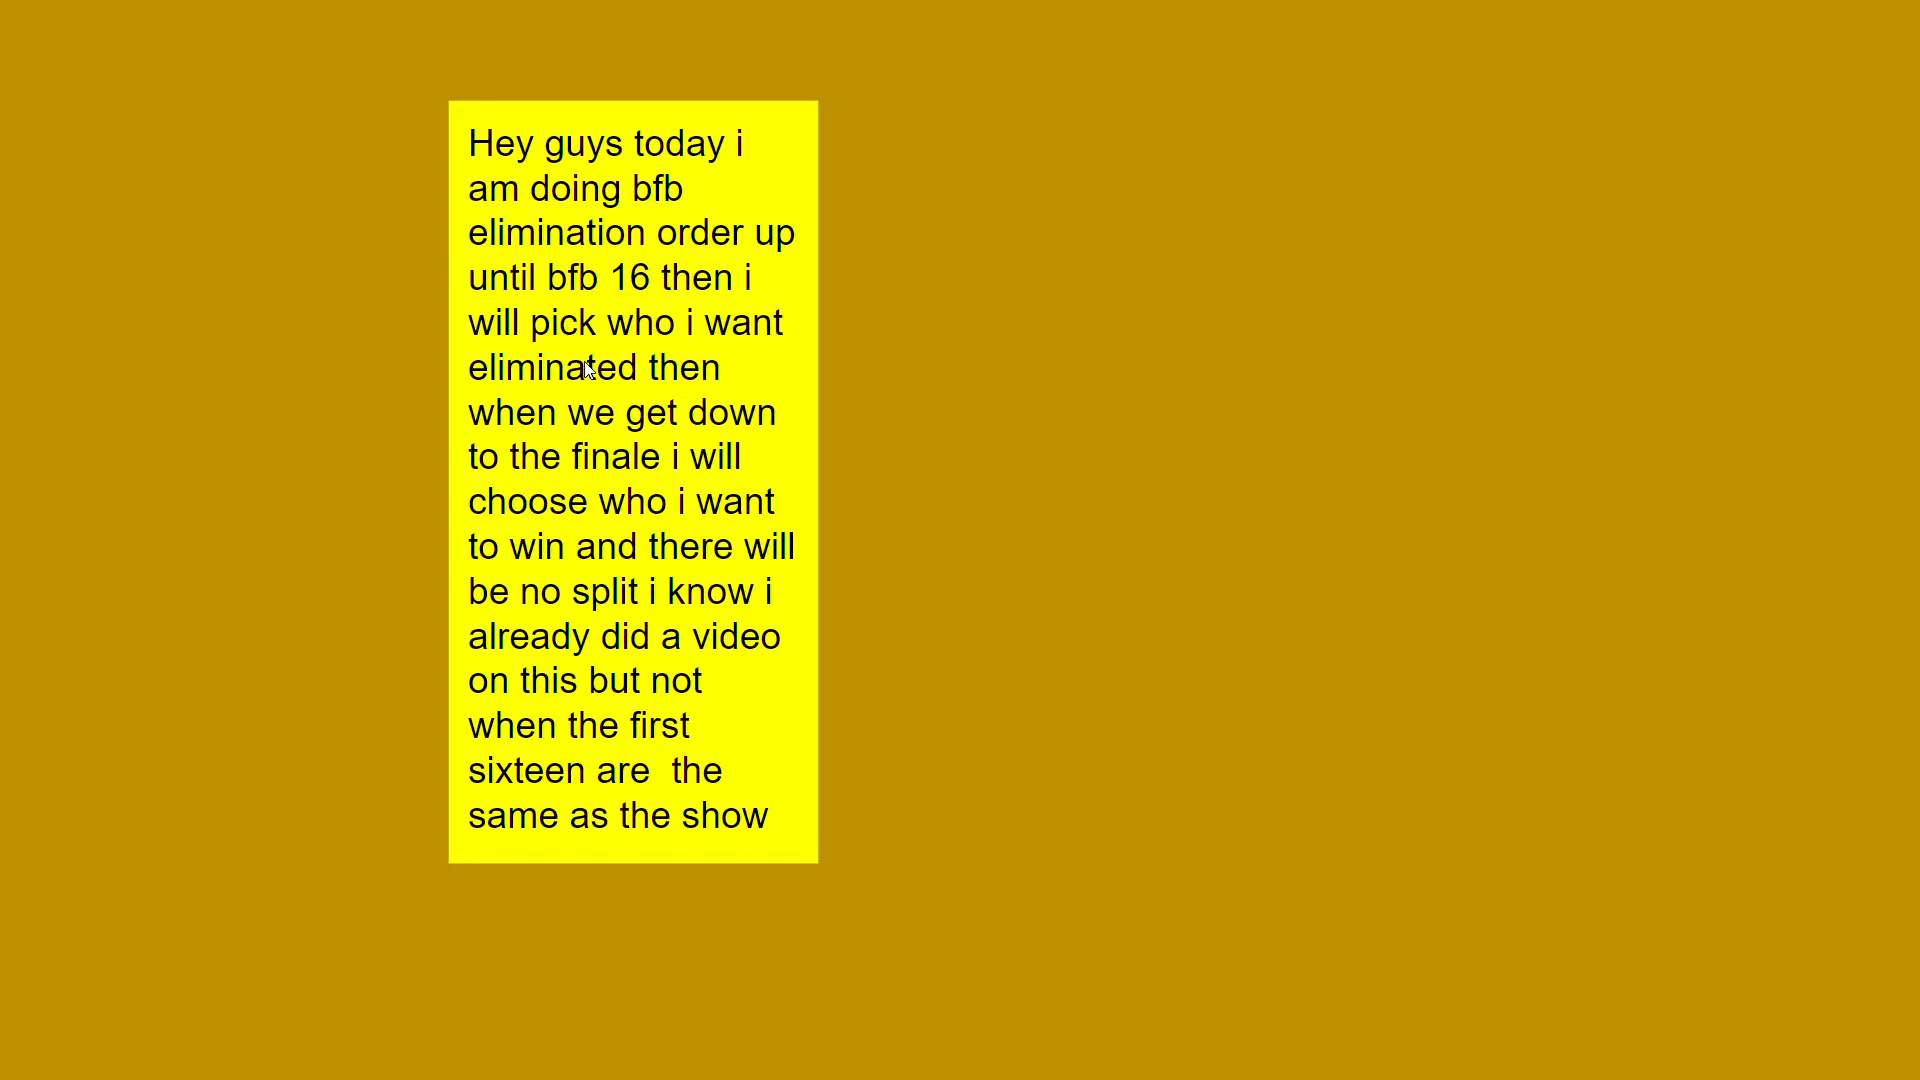 Hey guys today i
am doing bfb
elimination order up
until bfb 16 then i
will pick who i want
eliminated then
when we get down
to the finale i will
choose who i want
to win and there will
be no split i know i
already did a video
on this but not
when the first
sixteen are  the
same as the show